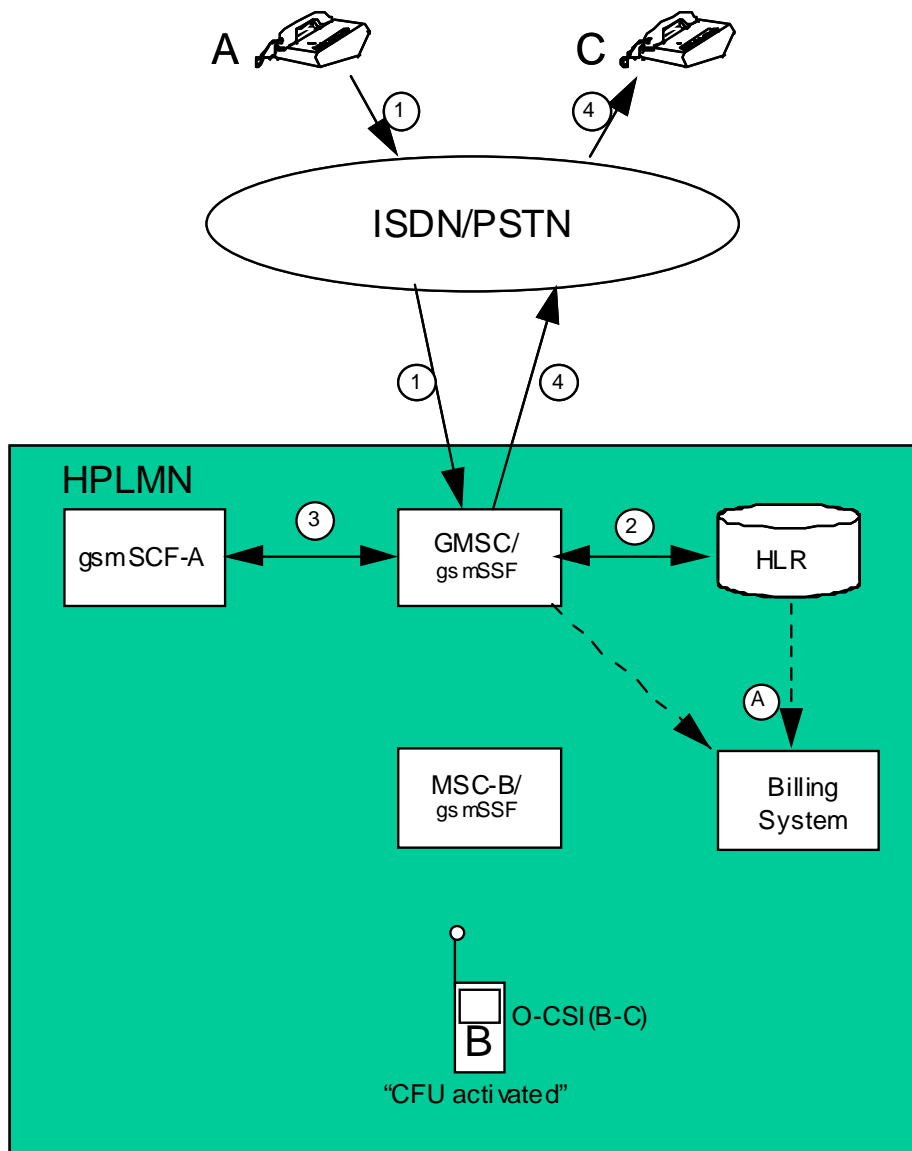 A
C
1
4
ISDN/PSTN
1
4
HPLMN
gsmSCF-A
3
GMSC/
gsmSSF
2
HLR
A
MSC-B/
gsmSSF
Billing
System
O-CSI(B-C)
B
“CFU activated”